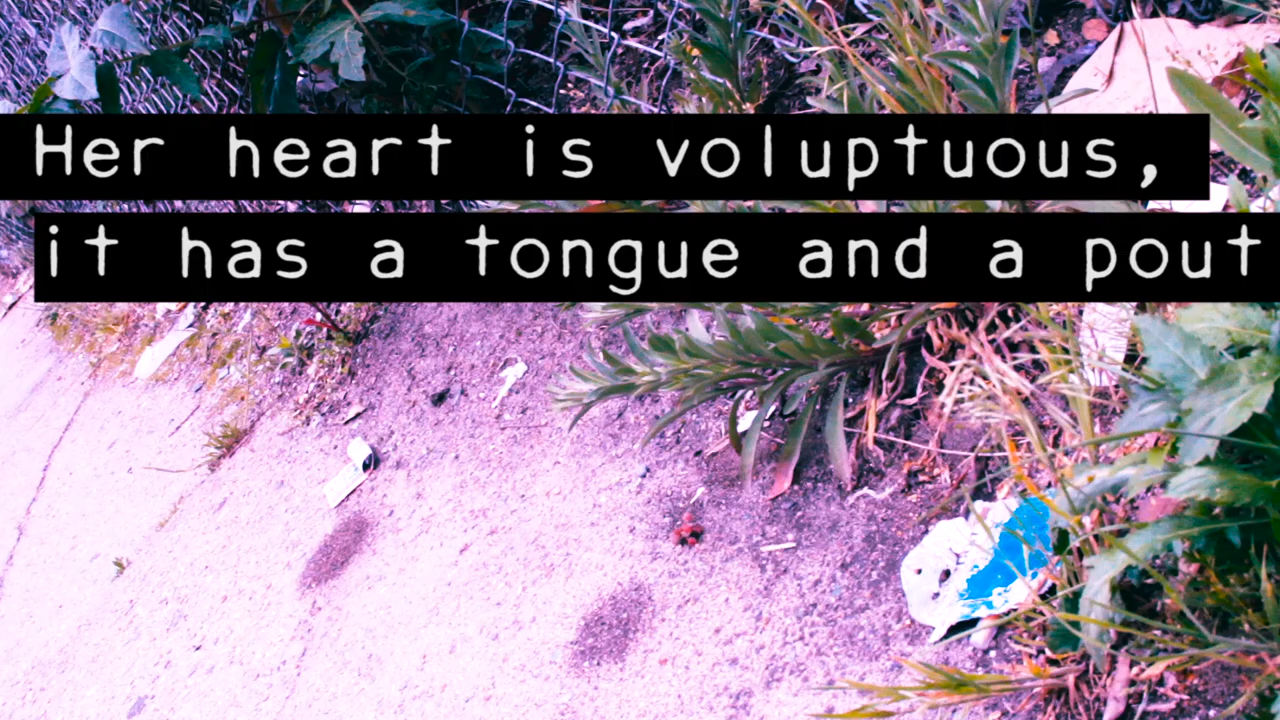 Her heart is voluptuous,
it has a tongue and a pout